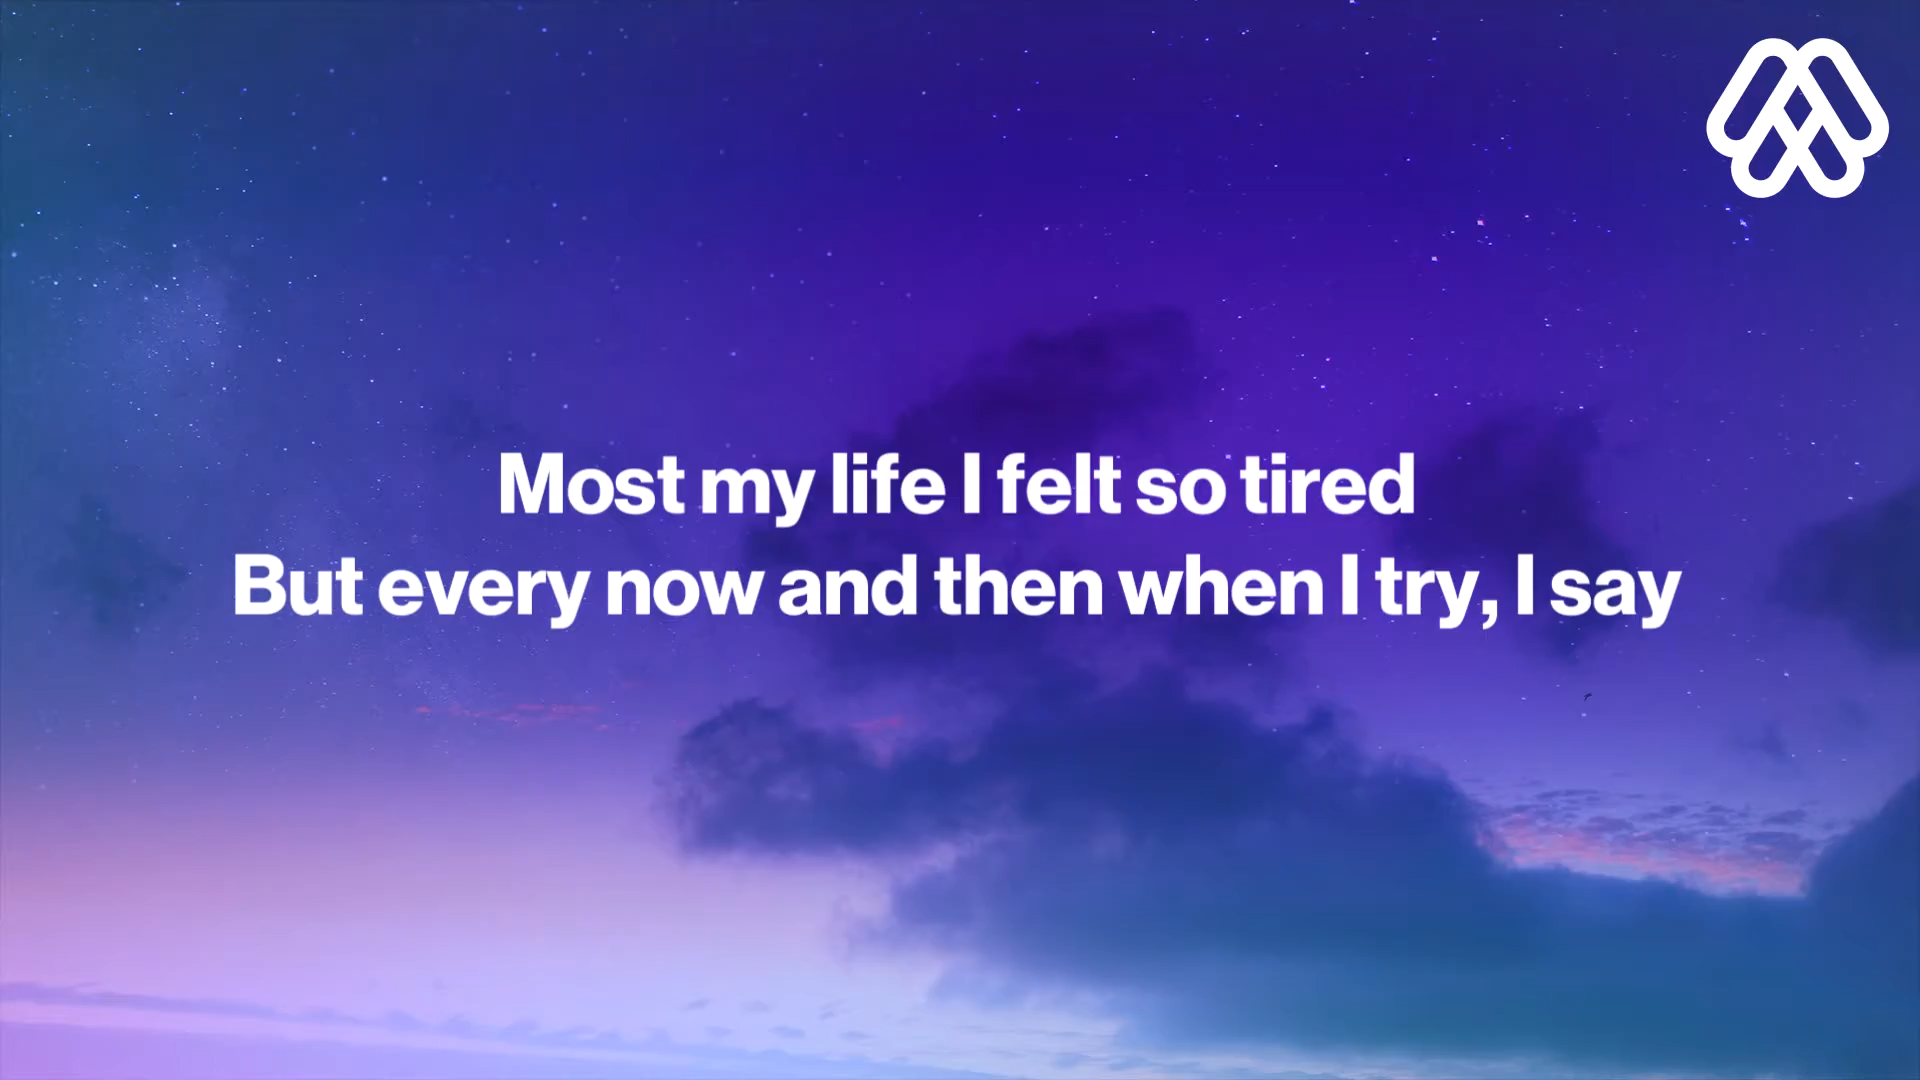 Most my life I felt so tired
But every now and then when I try, I say